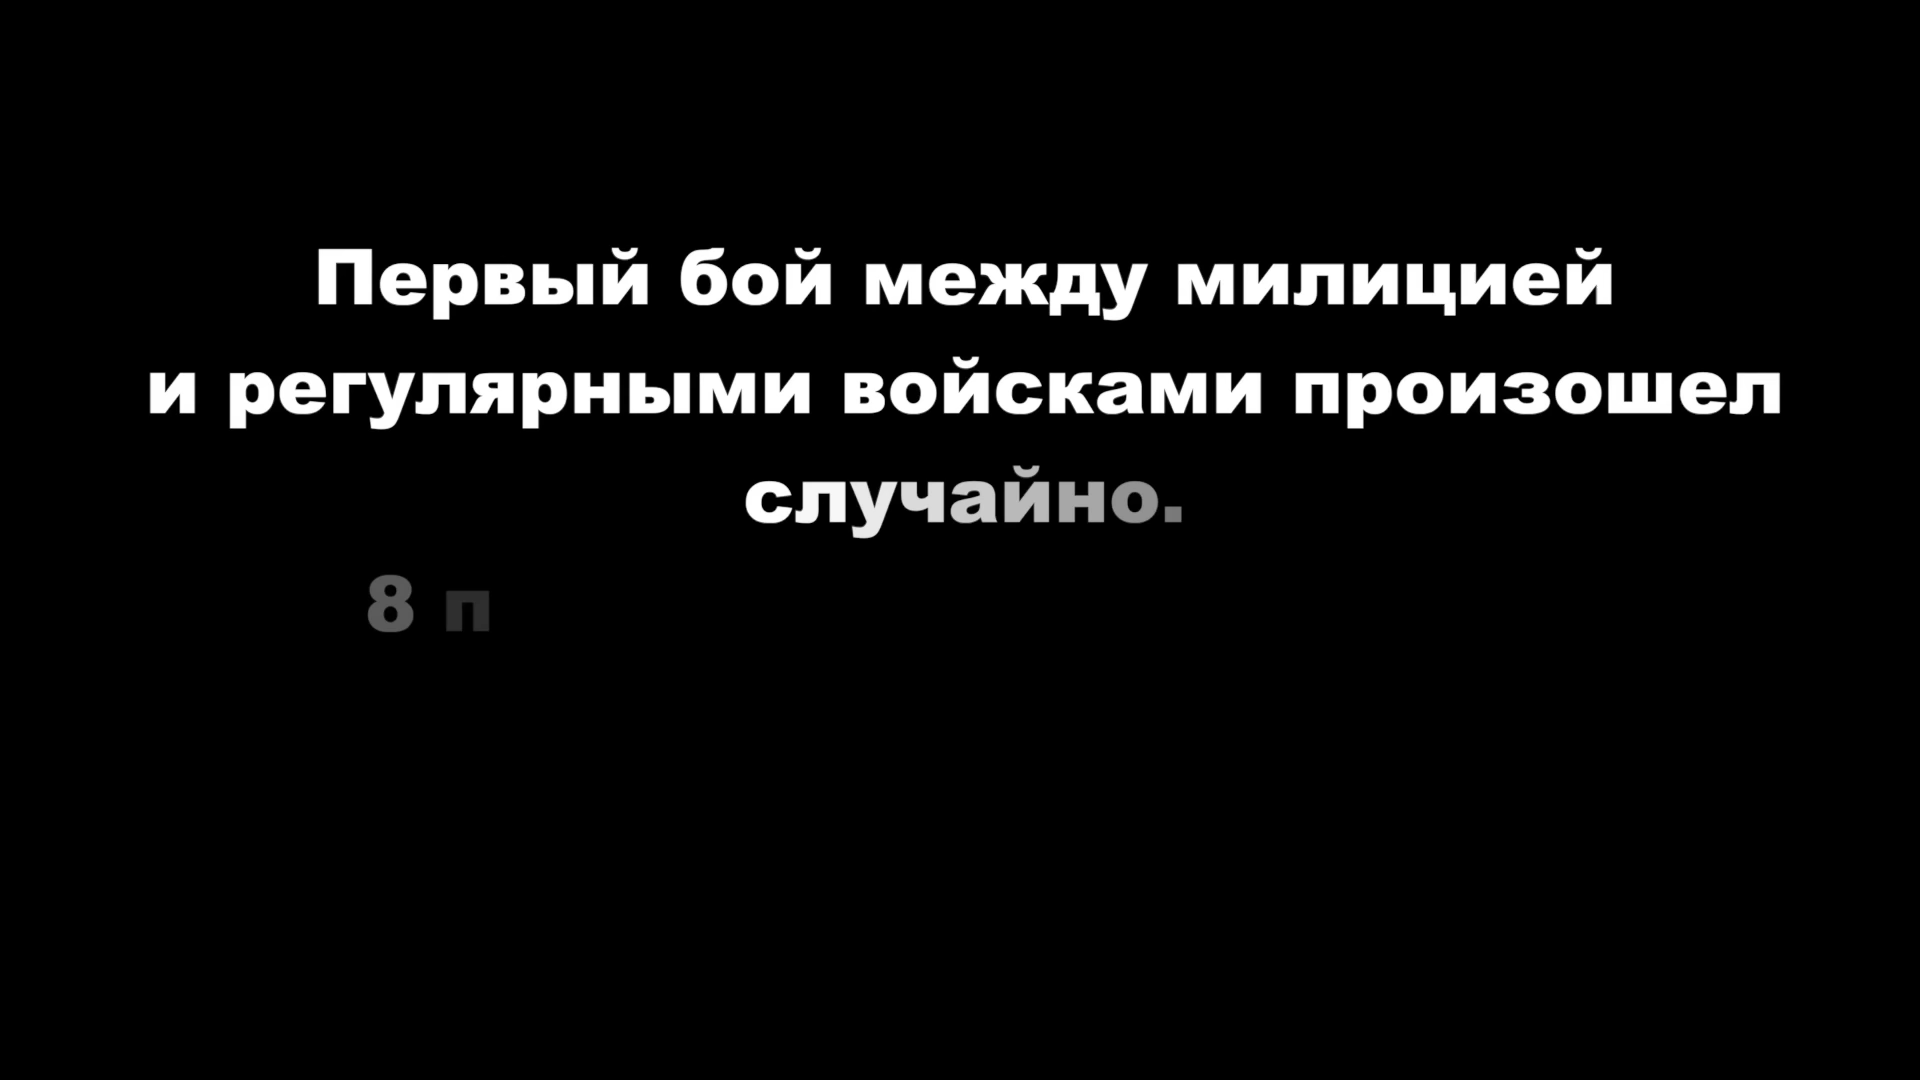 Первый бой между милицией
и регулярными войсками произошел
случайно.
8 п